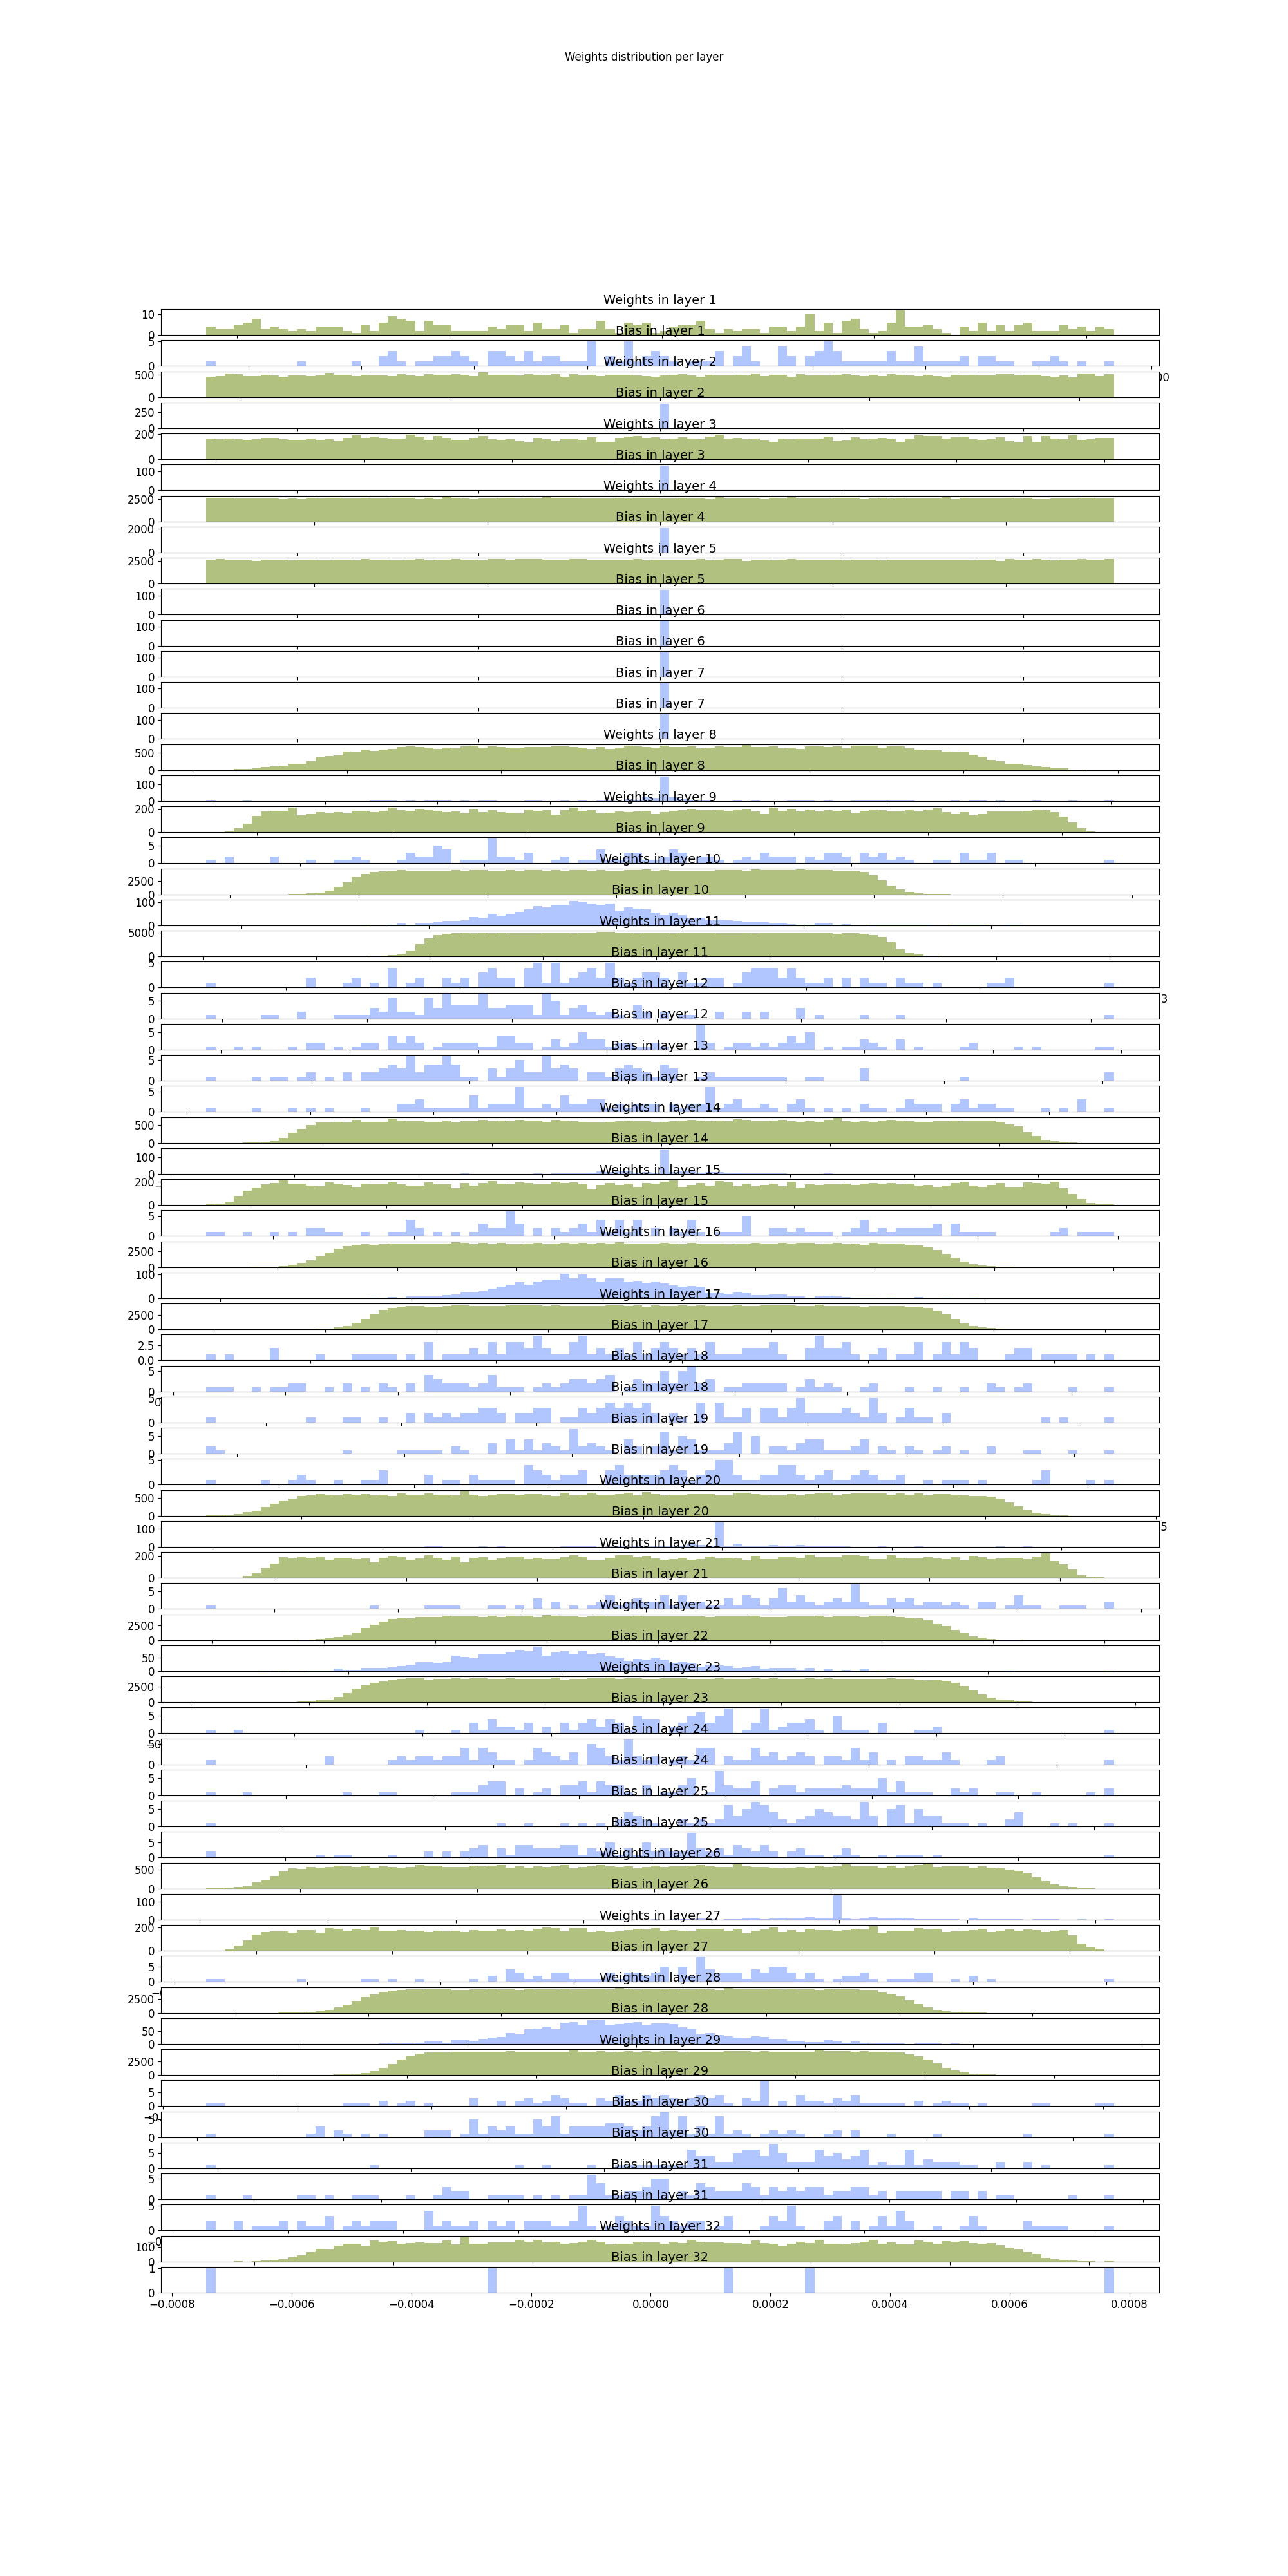 Weights distribution per layer
Weights in layer 1
10
0
Bias in layer 1
5
0
Weights in layer 2
00
500
0
Bias in layer 2
250
0
Weights in layer 3
200
0
Bias in layer 3
100
0
Weights in layer 4
2500
0
Bias in layer 4
2000
0
Weights in layer 5
2500
0
Bias in layer 5
100
0
Bias in layer 6
100
0
Bias in layer 6
100
0
Bias in layer 7
100
0
Bias in layer 7
100
0
Weights in layer 8
500
0
Bias in layer 8
100
0
Weights in layer 9
200
0
Bias in layer 9
5
0
Weights in layer 10
2500
0
Bias in layer 10
100
0
Weights in layer 11
5000
0
Bias in layer 11
5
0
Bias in layer 12
03
5
0
Bias in layer 12
5
0
Bias in layer 13
5
0
Bias in layer 13
5
0
Weights in layer 14
500
0
Bias in layer 14
100
0
Weights in layer 15
200
0
Bias in layer 15
5
0
Weights in layer 16
2500
0
Bias in layer 16
100
0
Weights in layer 17
2500
0
Bias in layer 17
2.5
0.0
Bias in layer 18
5
0
Bias in layer 18
5
0
Bias in layer 19
5
0
Bias in layer 19
5
0
Weights in layer 20
500
0
Bias in layer 20
5
100
0
Weights in layer 21
200
0
Bias in layer 21
5
0
Weights in layer 22
2500
0
Bias in layer 22
50
0
Weights in layer 23
2500
0
Bias in layer 23
5
0
Bias in layer 24
0
Bias in layer 24
5
0
Bias in layer 25
5
0
Bias in layer 25
5
0
Weights in layer 26
500
0
Bias in layer 26
100
0
Weights in layer 27
200
0
Bias in layer 27
5
0
Weights in layer 28
2500
0
Bias in layer 28
50
0
Weights in layer 29
2500
0
Bias in layer 29
5
0
Bias in layer 30
0
Bias in layer 30
5
0
Bias in layer 31
5
0
Bias in layer 31
5
0
Weights in layer 32
100
0
Bias in layer 32
1
0
−0.0008 −0.0006 −0.0004 −0.0002 0.0000 0.0002 0.0004 0.0006 0.0008